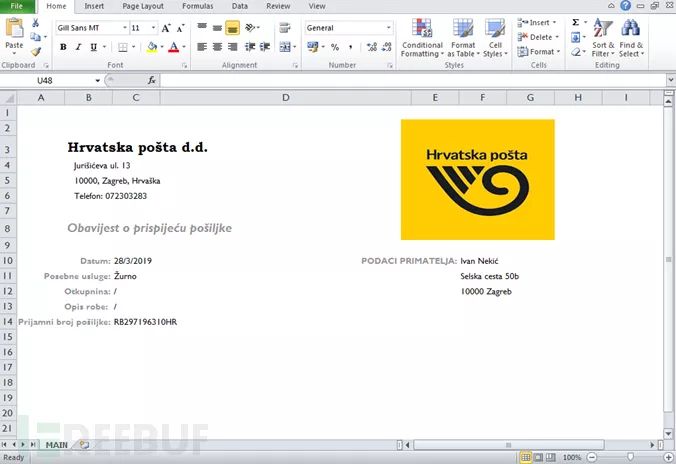 File Home Insert Page Layout Formulas Data Review View
Paste Gill Sans MT 11 General Conditional Formatting Format as Table Cell Styles Insert Delete Format Sort & Filter Find & Select
Clipboard Font Alignment Number Styles Cells Editing
U48 fx
A B C D E F G H I
1
2
3 Hrvatska pošta d.d.
Hrvatska pošta
4 Jurišićeva ul. 13
5 10000, Zagreb, Hrvaška
6 Telefon: 072303283
7
8 Obavijest o prispijeću pošiljke
9
10 Datum: 28/3/2019 PODACI PRIMATELJA: Ivan Nekić
11 Posebne usluge: Žurno Selska cesta 50b
12 Otkupnina: / 10000 Zagreb
13 Opis robe: /
14 Prijamni broj pošiljke: RB297196310HR
15
16
17
18
19
20
21
REEBUF
MAIN
Ready 100%